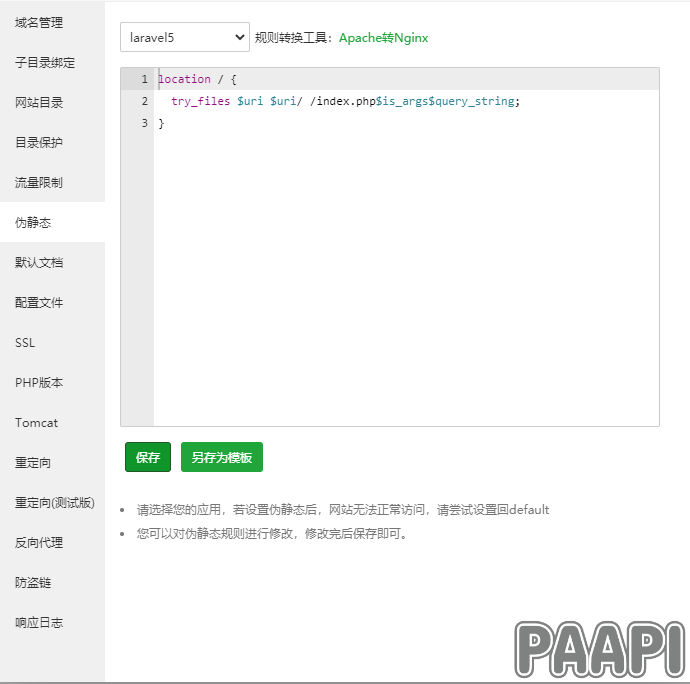 域名管理
子目录绑定
网站目录
目录保护
流量限制
伪静态
默认文档
配置文件
SSL
PHP版本
Tomcat
重定向
重定向(测试版)
反向代理
防盗链
响应日志
laravel5 规则转换工具：Apache转Nginx
1 location / {
2 try_files $uri $uri/ /index.php$is_args$query_string;
3 }
保存 另存为模板
请选择您的应用，若设置伪静态后，网站无法正常访问，请尝试设置回default
您可以对伪静态规则进行修改，修改完后保存即可。
PAAPI